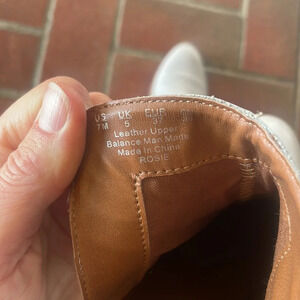 US UK EUR
7M 5 37
Leather Upper
Balance Man Made
Made in China
ROSIE